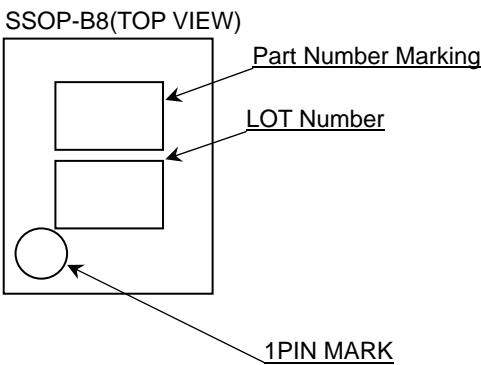 SSOP-B8(TOP VIEW)
Part Number Marking
LOT Number
1PIN MARK